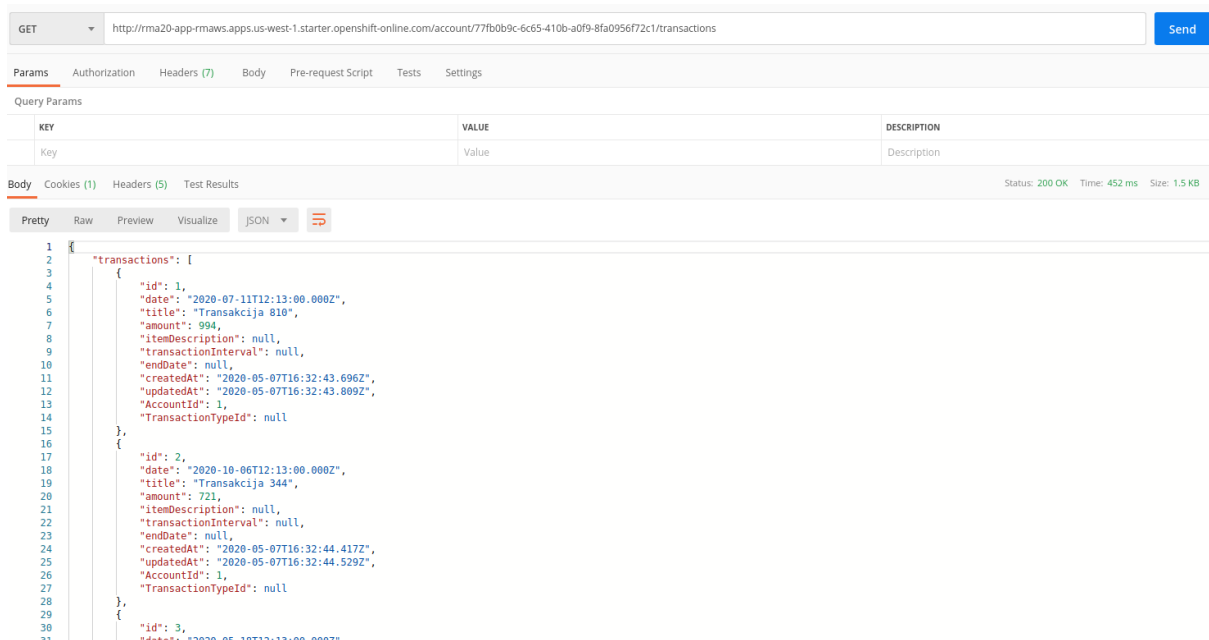 GET http://rma20-app-rmaws.apps.us-west-1.starter.openshift-online.com/account/77fb0b9c-6c65-410b-a0f9-8fa0956f72c1/transactions Send
Params Authorization Headers (7) Body Pre-request Script Tests Settings
Query Params
KEY VALUE DESCRIPTION
Key Value Description
Body Cookies (1) Headers (5) Test Results Status: 200 OK Time: 452 ms Size: 1.5 KB
Pretty Raw Preview Visualize JSON
1 {
2 "transactions": [
3 {
4 "id": 1,
5 "date": "2020-07-11T12:13:00.000Z",
6 "title": "Transakcija 810",
7 "amount": 994,
8 "itemDescription": null,
9 "transactionInterval": null,
10 "endDate": null,
11 "createdAt": "2020-05-07T16:32:43.696Z",
12 "updatedAt": "2020-05-07T16:32:43.809Z",
13 "AccountId": 1,
14 "TransactionTypeId": null
15 },
16 {
17 "id": 2,
18 "date": "2020-10-06T12:13:00.000Z",
19 "title": "Transakcija 344",
20 "amount": 721,
21 "itemDescription": null,
22 "transactionInterval": null,
23 "endDate": null,
24 "createdAt": "2020-05-07T16:32:44.417Z",
25 "updatedAt": "2020-05-07T16:32:44.529Z",
26 "AccountId": 1,
27 "TransactionTypeId": null
28 },
29 {
30 "id": 3,
31 "date": "2020-05-18T12:13:00.000Z"